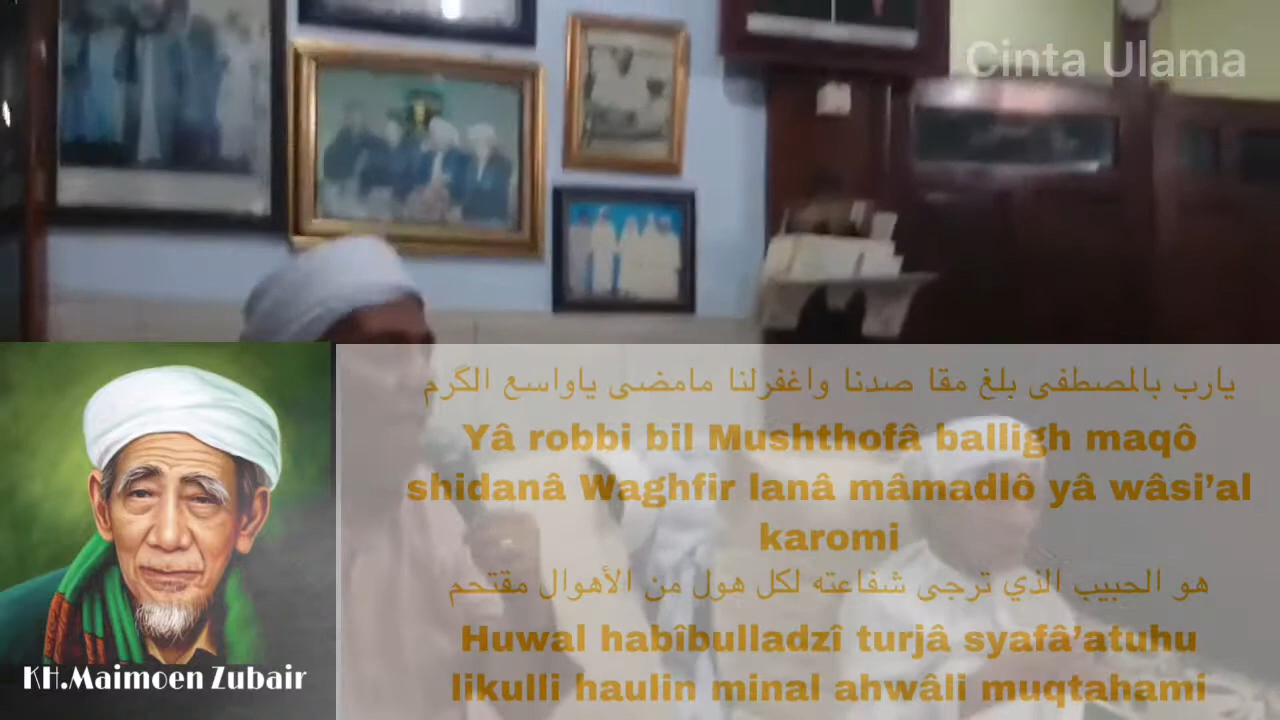 Cinta Ulama
يارب بالمصطفى بلغ مقا صدنا واغفرلنا مامضى ياواسع الگرم
Yâ robbi bil Mushthofâ balligh maqô
shidanâ Waghfir lanâ mâmadlô yâ wâsi’al
karomi
هو الحبيب الذي ترجى شفاعته لكل هول من الأهوال مقتحم
Huwal habîbulladzî turjâ syafâ’atuhu
likulli haulin minal ahwâli muqtahami
KH.Maimoen Zubair